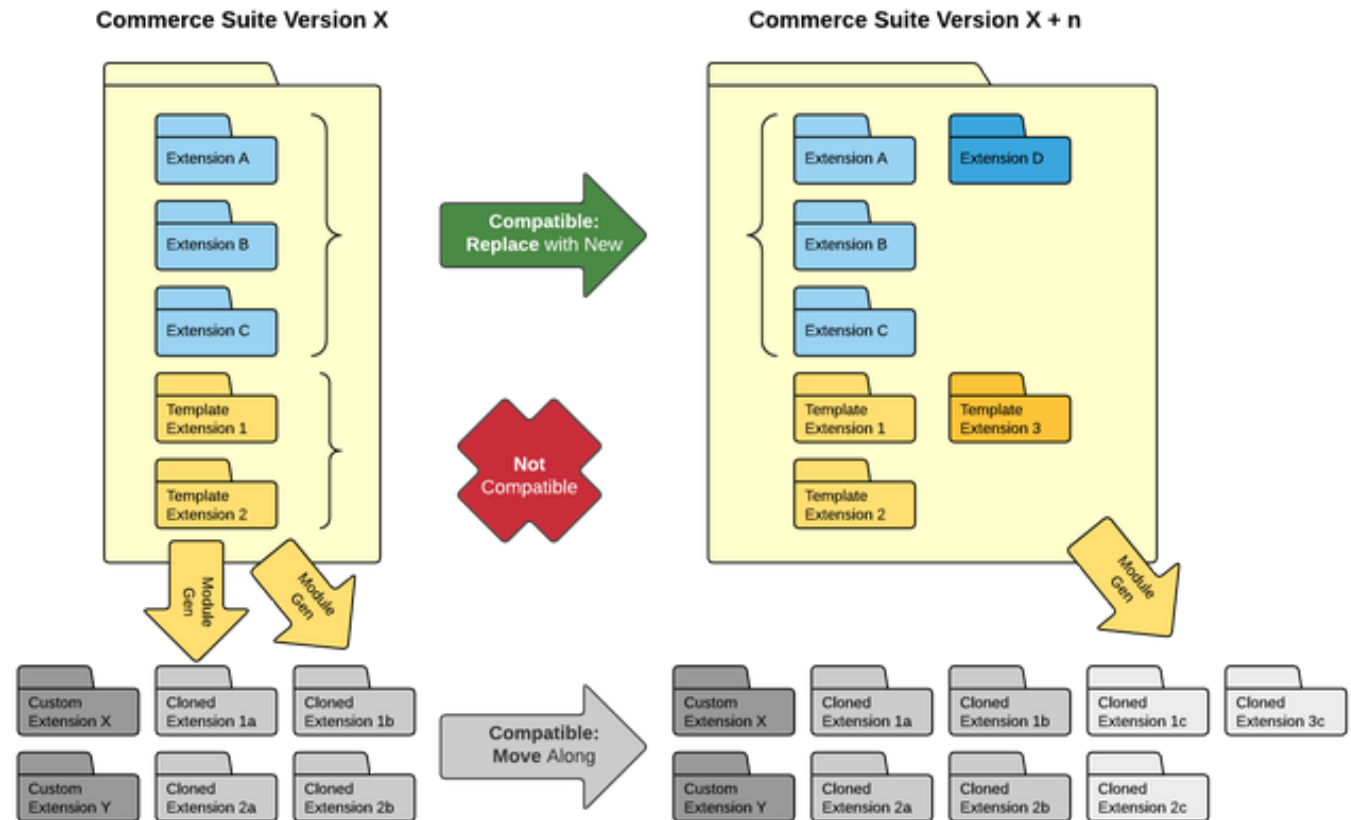 Commerce Suite Version X
Commerce Suite Version X + n
Extension A
Extension B
Extension C
Template
Extension 1
Template
Extension 2
Compatible:
Replace with New
Not
Compatible
Extension A
Extension D
Extension B
Extension C
Template
Extension 1
Template
Extension 3
Template
Extension 2
Module
Gen
Module
Gen
Module
Gen
Custom
Extension X
Cloned
Extension 1a
Cloned
Extension 1b
Custom
Extension Y
Cloned
Extension 2a
Cloned
Extension 2b
Compatible:
Move Along
Custom
Extension X
Cloned
Extension 1a
Cloned
Extension 1b
Cloned
Extension 1c
Cloned
Extension 3c
Custom
Extension Y
Cloned
Extension 2a
Cloned
Extension 2b
Cloned
Extension 2c